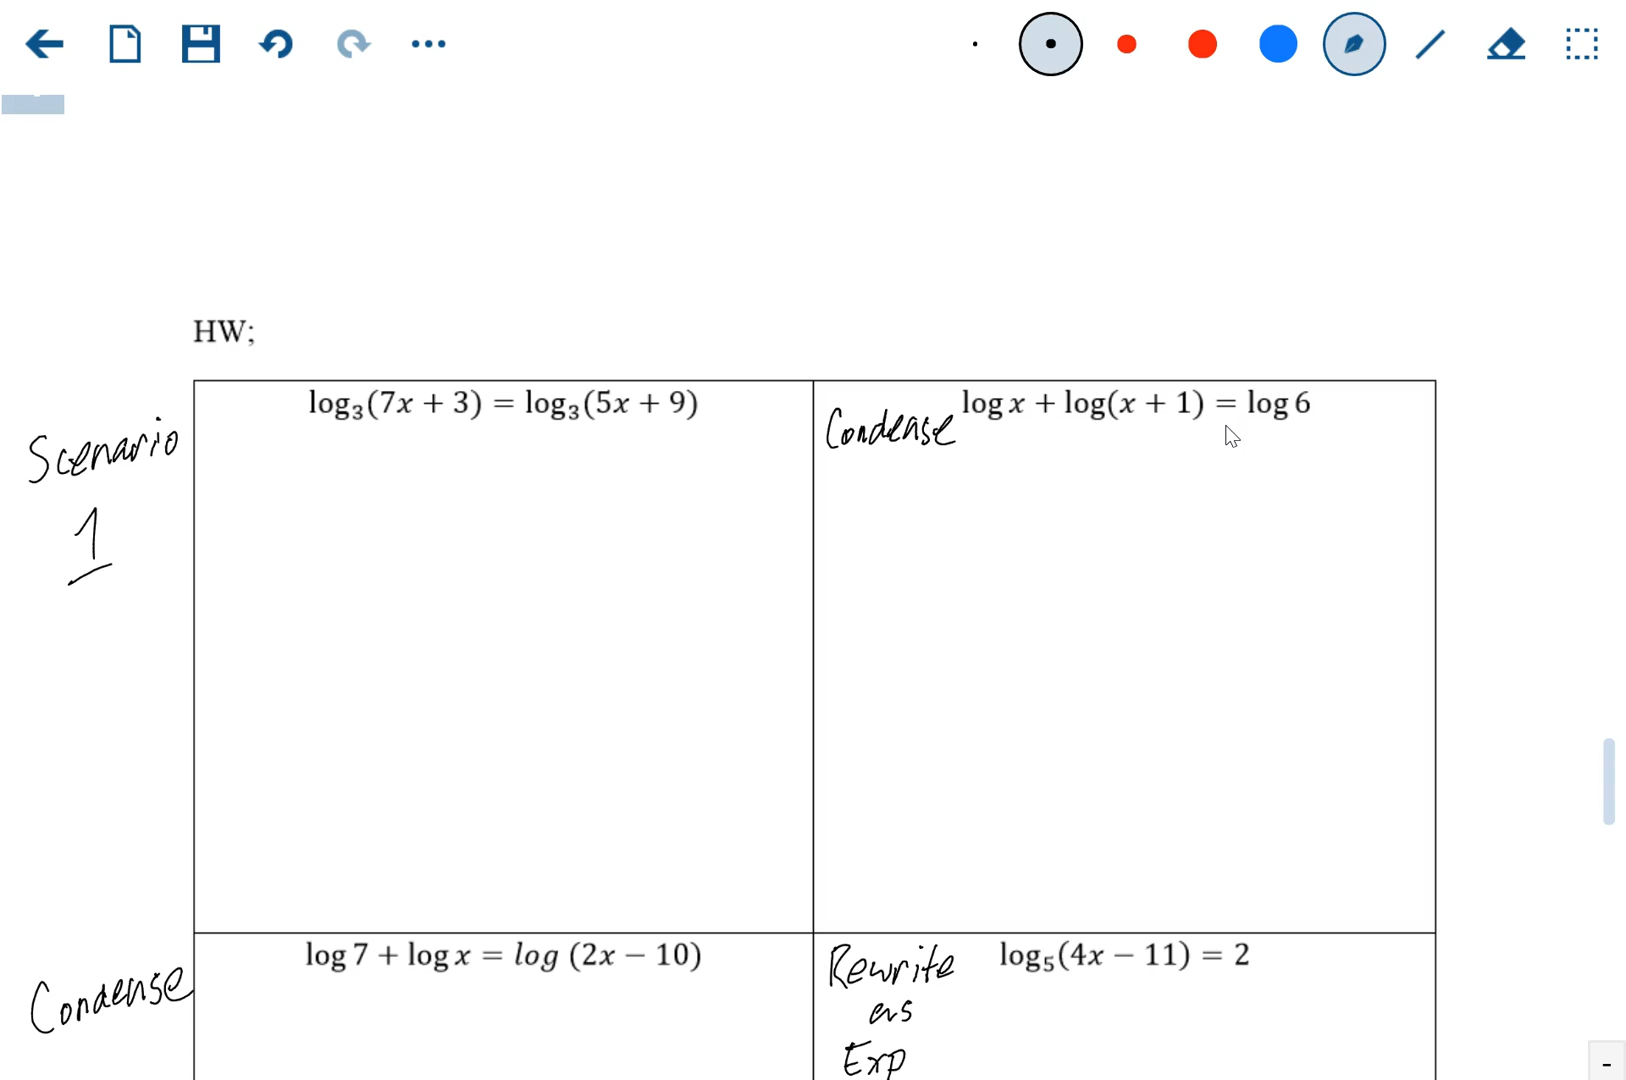 HW;
Scenario
1
log₃(7x + 3) = log₃(5x + 9)
Condense
log x + log(x + 1) = log 6
Condense
log 7 + log x = log (2x − 10)
Rewrite
as
Exp
log₅(4x − 11) = 2